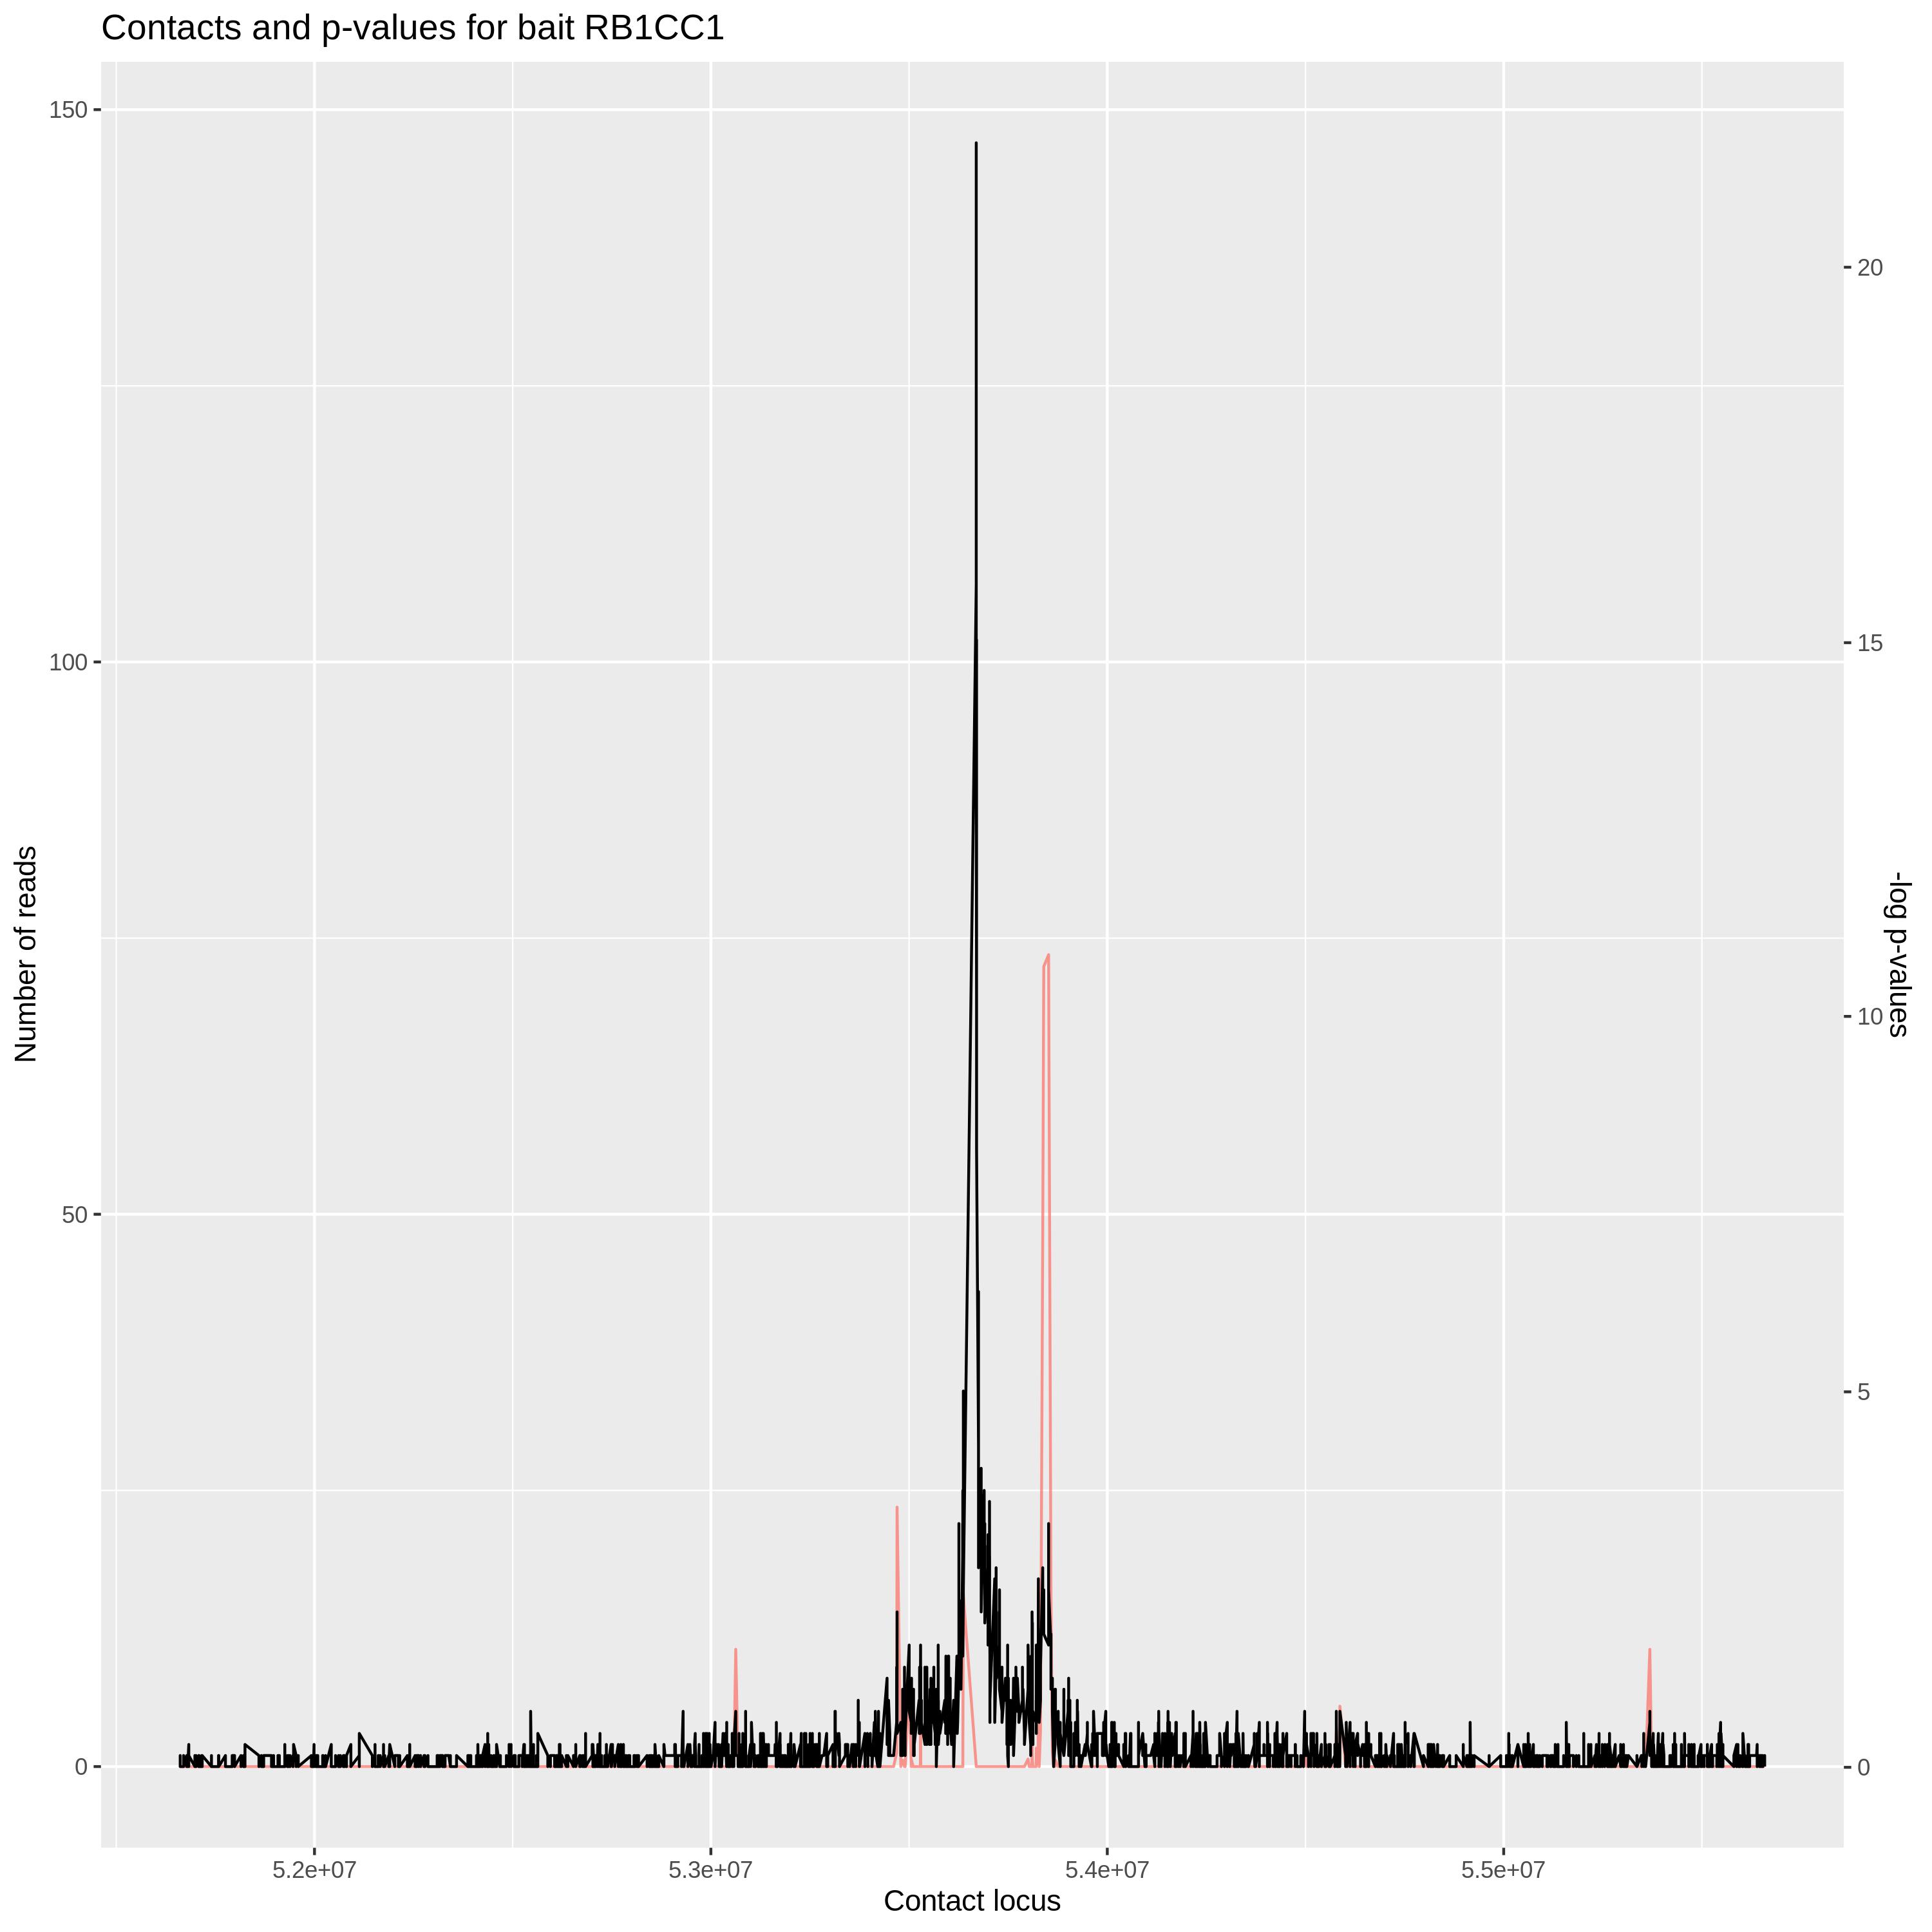 Contacts and p-values for bait RB1CC1
150
100
50
0
Number of reads
20
15
10
5
0
-log p-values
5.2e+07
5.3e+07
5.4e+07
5.5e+07
Contact locus